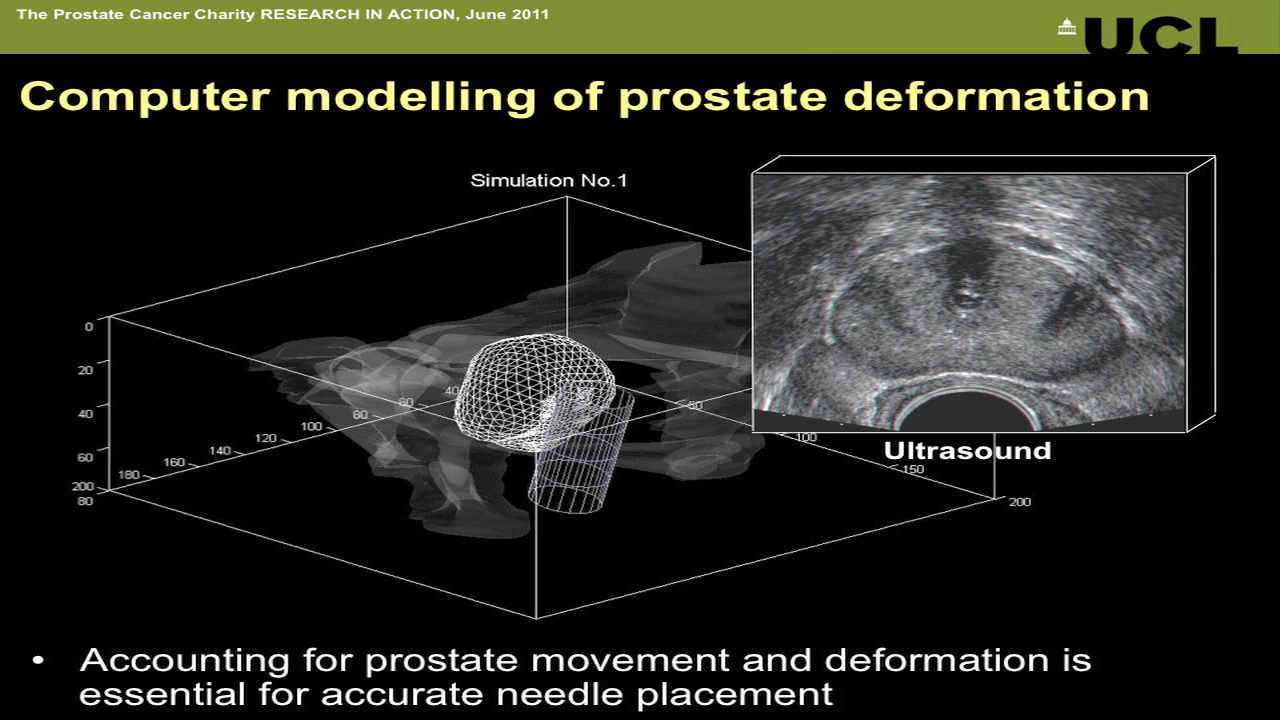 The Prostate Cancer Charity RESEARCH IN ACTION, June 2011
UCL
Computer modelling of prostate deformation
Simulation No.1
0
20
40
60
80
200
180
160
140
120
100
80
60
40
50
100
150
200
Ultrasound
• Accounting for prostate movement and deformation is
essential for accurate needle placement